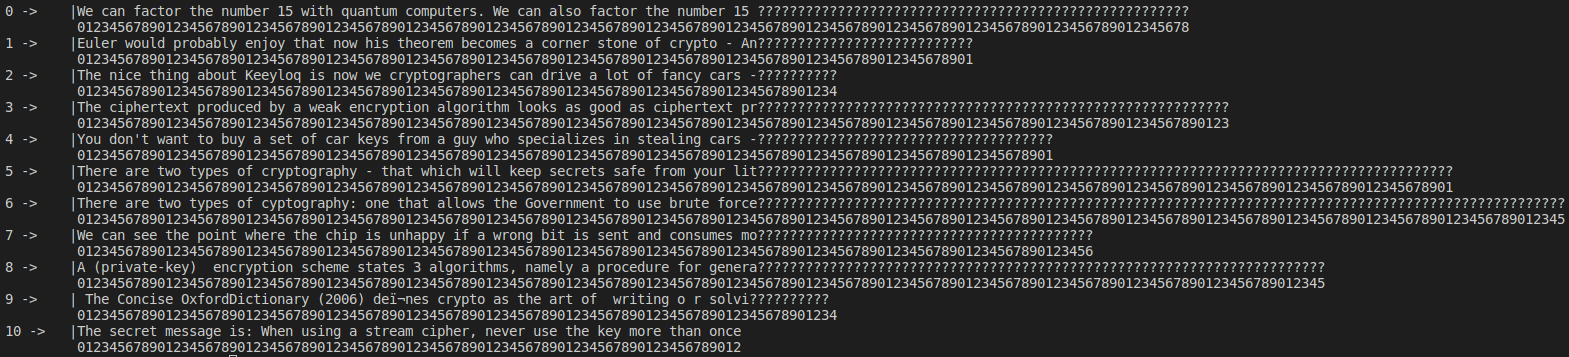 0 -> |We can factor the number 15 with quantum computers. We can also factor the number 15 ??????????????????????????????????????????????????????
0123456789012345678901234567890123456789012345678901234567890123456789012345678901234567890123456789012345678901234567890123456789012345678
1 -> |Euler would probably enjoy that now his theorem becomes a corner stone of crypto - An???????????????????????????
0123456789012345678901234567890123456789012345678901234567890123456789012345678901234567890123456789012345678901
2 -> |The nice thing about Keeyloq is now we cryptographers can drive a lot of fancy cars -??????????
01234567890123456789012345678901234567890123456789012345678901234567890123456789012345678901234
3 -> |The ciphertext produced by a weak encryption algorithm looks as good as ciphertext pr???????????????????????????????????????????????????????????
012345678901234567890123456789012345678901234567890123456789012345678901234567890123456789012345678901234567890123456789012345678901234567890123
4 -> |You don't want to buy a set of car keys from a guy who specializes in stealing cars -?????????????????????????????????????
01234567890123456789012345678901234567890123456789012345678901234567890123456789012345678901234567890123456789012345678901
5 -> |There are two types of cryptography - that which will keep secrets safe from your lit???????????????????????????????????????????????????????????????????????????????????????
0123456789012345678901234567890123456789012345678901234567890123456789012345678901234567890123456789012345678901234567890123456789012345678901234567890123456789012345678901
6 -> |There are two types of cyptography: one that allows the Government to use brute force?????????????????????????????????????????????????????????????????????????????????????????????????????
012345678901234567890123456789012345678901234567890123456789012345678901234567890123456789012345678901234567890123456789012345678901234567890123456789012345678901234567890123456789012345
7 -> |We can see the point where the chip is unhappy if a wrong bit is sent and consumes mo??????????????????????????????????????????
0123456789012345678901234567890123456789012345678901234567890123456789012345678901234567890123456789012345678901234567890123456
8 -> |A (private-key)  encryption scheme states 3 algorithms, namely a procedure for genera???????????????????????????????????????????????????????????????????????
012345678901234567890123456789012345678901234567890123456789012345678901234567890123456789012345678901234567890123456789012345678901234567890123456789012345
9 -> | The Concise OxfordDictionary (2006) deï¬nes crypto as the art of  writing o r solvi??????????
01234567890123456789012345678901234567890123456789012345678901234567890123456789012345678901234
10 -> |The secret message is: When using a stream cipher, never use the key more than once
01234567890123456789012345678901234567890123456789012345678901234567890123456789012